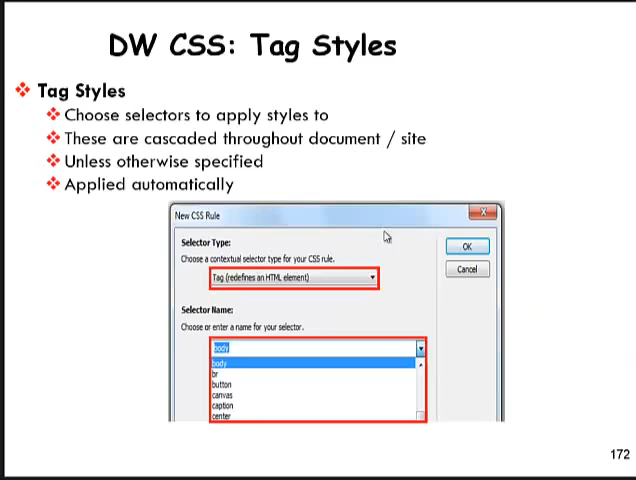 DW CSS: Tag Styles
Tag Styles
Choose selectors to apply styles to
These are cascaded throughout document / site
Unless otherwise specified
Applied automatically
New CSS Rule
X
Selector Type:
Choose a contextual selector type for your CSS rule.
OK
Tag (redefines an HTML element)
Cancel
Selector Name:
Choose or enter a name for your selector.
body
body
br
button
canvas
caption
center
172